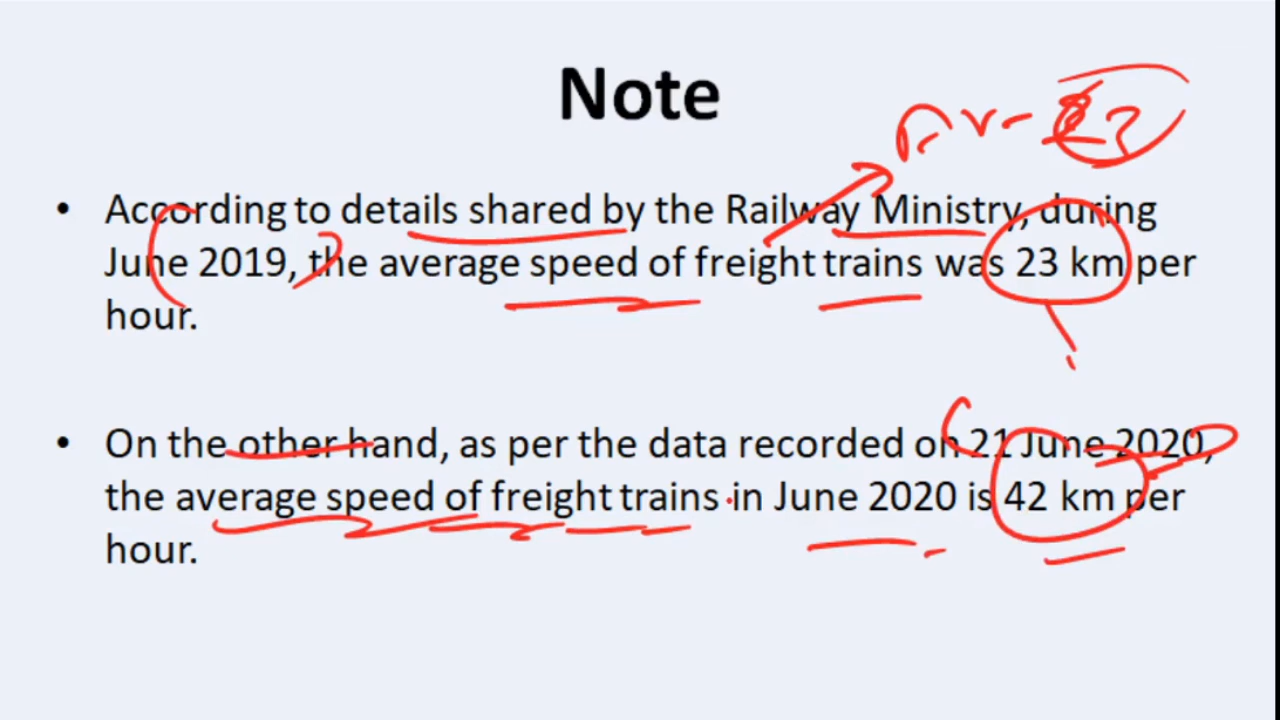 Note
• According to details shared by the Railway Ministry, during
June 2019, the average speed of freight trains was 23 km per
hour.
• On the other hand, as per the data recorded on 21 June 2020,
the average speed of freight trains in June 2020 is 42 km per
hour.